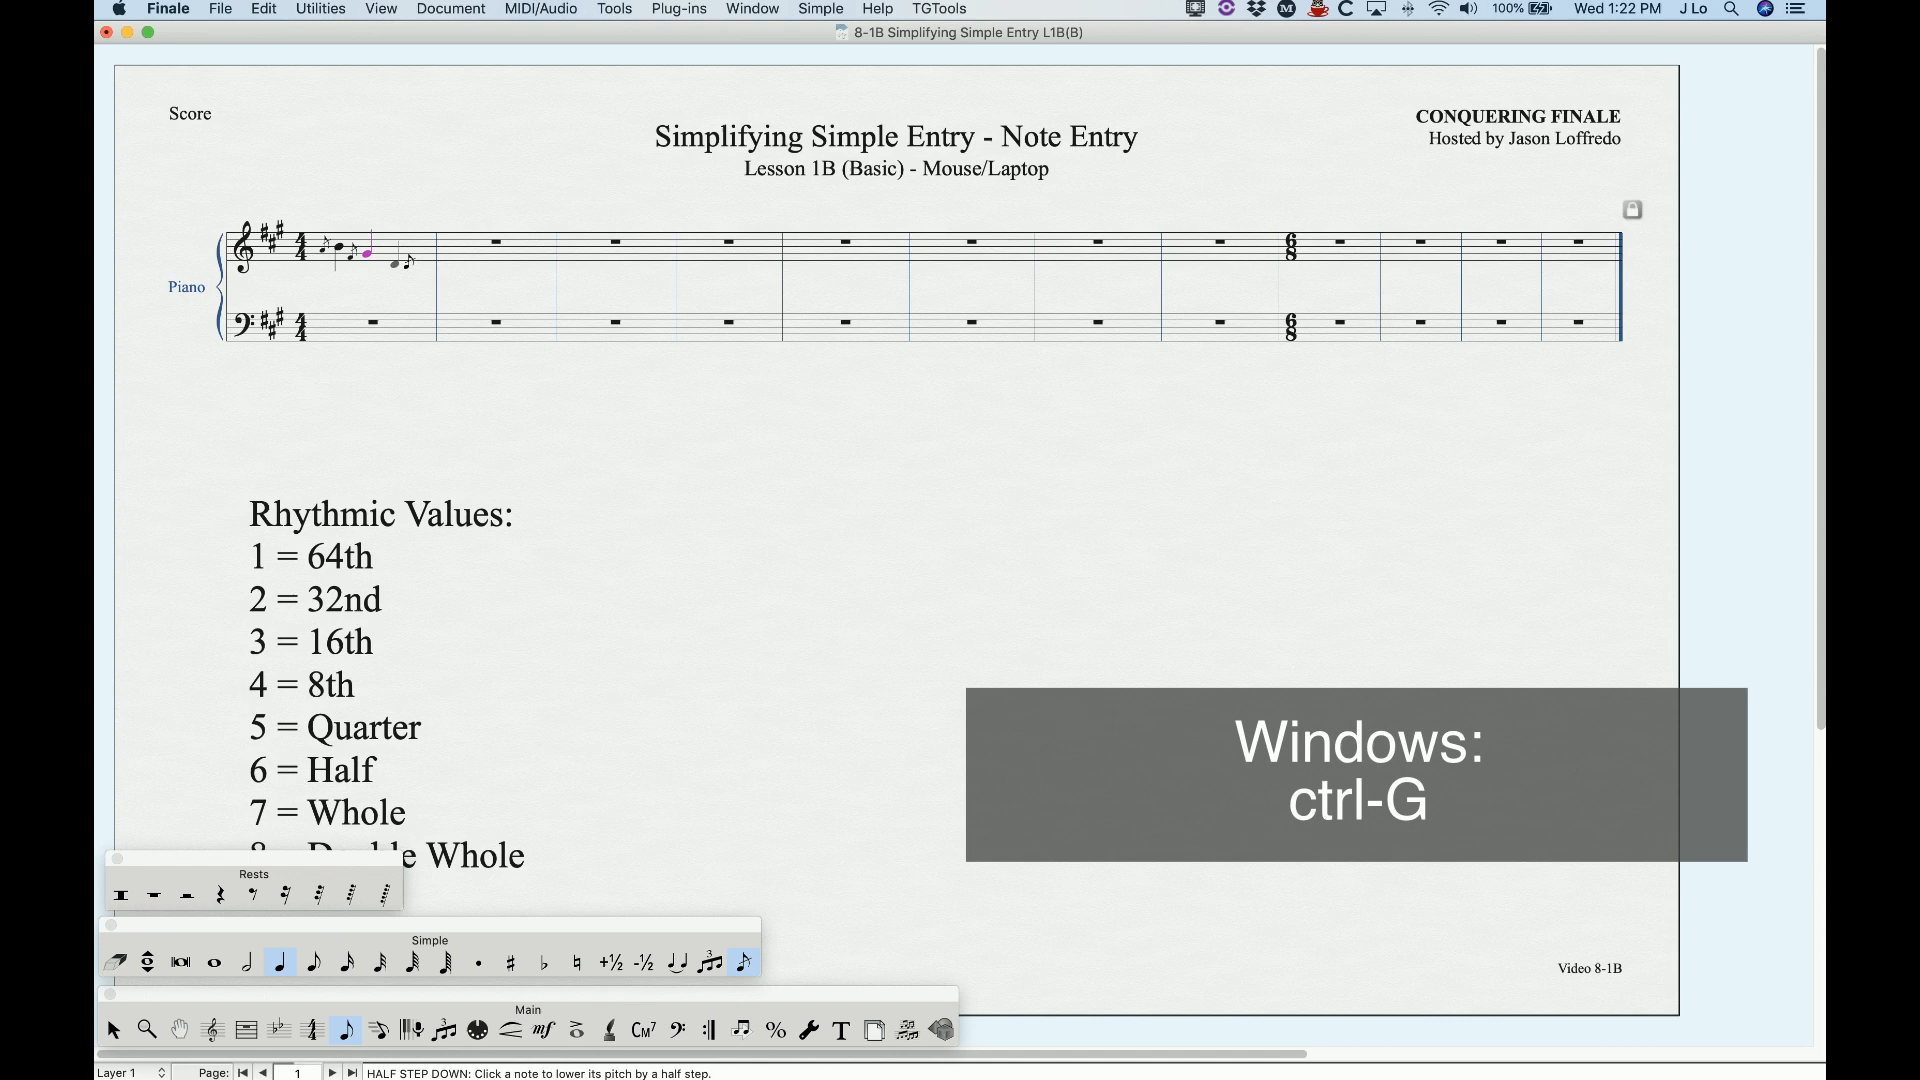 Finale File Edit Utilities View Document MIDI/Audio Tools Plug-ins Window Simple Help TGTools 100% Wed 1:22 PM J Lo
8-1B Simplifying Simple Entry L1B(B)
Score
CONQUERING FINALE
Simplifying Simple Entry - Note Entry
Hosted by Jason Loffredo
Lesson 1B (Basic) - Mouse/Laptop
Piano
Rhythmic Values:
1 = 64th
2 = 32nd
3 = 16th
4 = 8th
5 = Quarter
6 = Half
7 = Whole
Whole
Windows:
ctrl-G
Rests
Simple
+½ -½
Video 8-1B
Main
mf CM7 % T
Layer 1 Page: 1 HALF STEP DOWN: Click a note to lower its pitch by a half step.